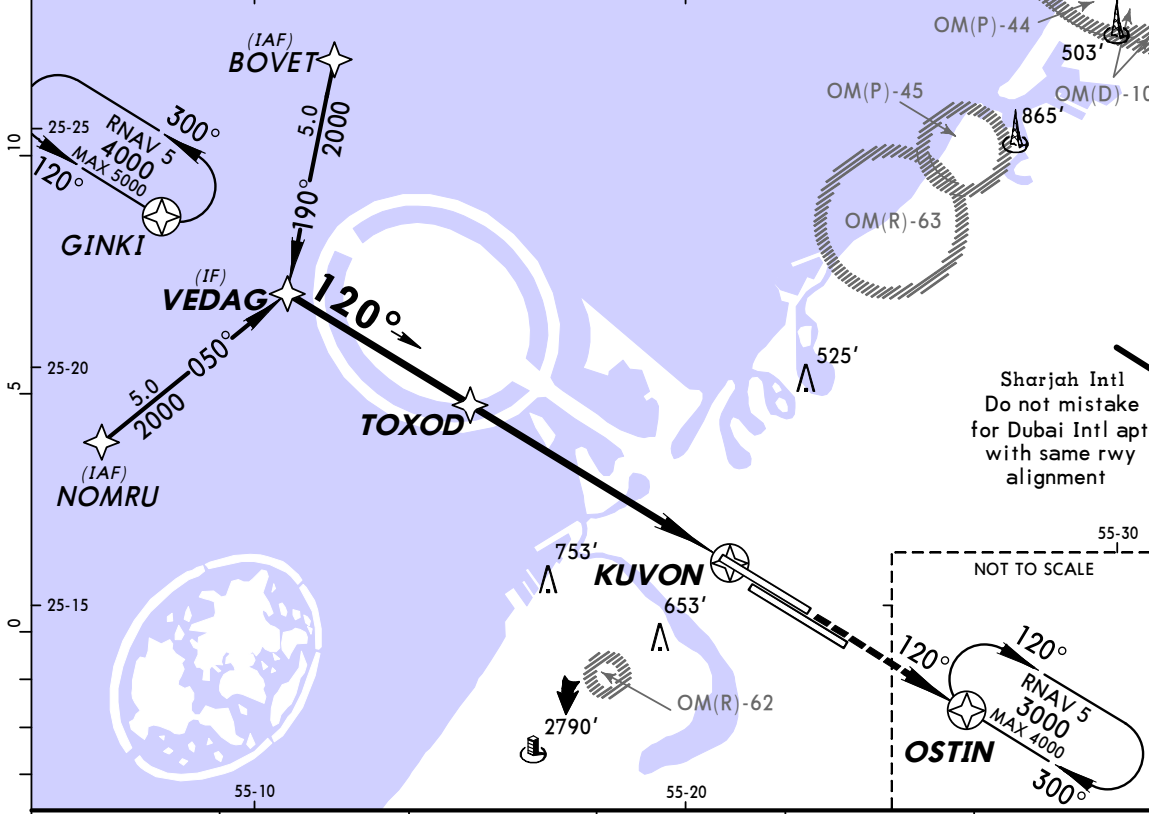 OM(P)-44
503'
OM(D)-10
(IAF)
BOVET
OM(P)-45
865'
10
25-25
300°
RNAV 5
4000
MAX 5000
120°
GINKI
5.0
2000
190°
OM(R)-63
(IF)
VEDAG
120°
050°
5.0
2000
525'
5
25-20
Sharjah Intl
Do not mistake
for Dubai Intl apt
with same rwy
alignment
TOXOD
(IAF)
NOMRU
55-30
NOT TO SCALE
753'
KUVON
653'
0
25-15
120°
120°
RNAV 5
3000
MAX 4000
300°
OM(R)-62
2790'
OSTIN
55-10
55-20